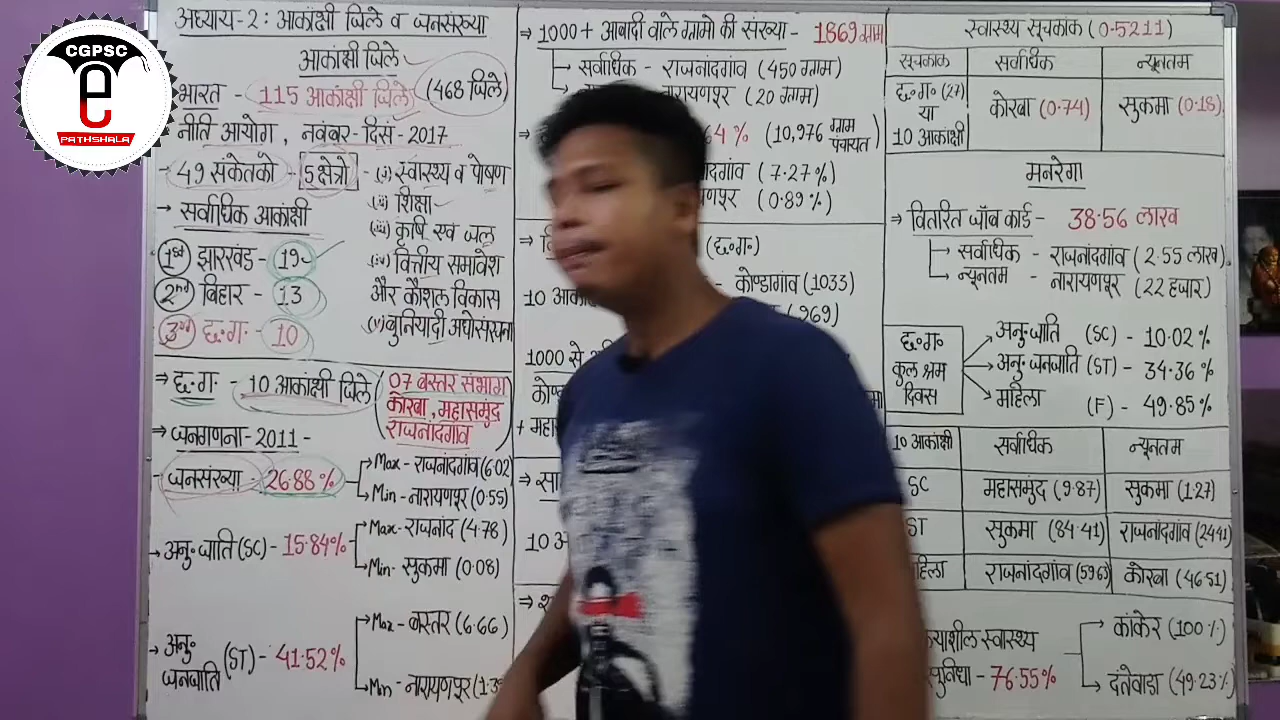 CGPSC
e
PATHSHALA
अध्याय-2: आकांक्षी जिले व जनसंख्या
आकांक्षी जिले
भारत - 115 आकांक्षी जिले (468 जिले)
नीति आयोग, नवंबर-दिसं-2017
49 संकेतको - 5 क्षेत्रो - (i) स्वास्थ्य व पोषण
(ii) शिक्षा
(iii) कृषि एवं जल
(iv) वित्तीय समावेश
और कौशल विकास
(v) बुनियादी अधोसंरचना
→ सर्वाधिक आकांक्षी
1st झारखंड - 19
2nd बिहार - 13
3rd छ.ग. - 10
⇒ छ.ग. - 10 आकांक्षी जिले (07 बस्तर संभाग
कोरबा, महासमुंद
राजनांदगांव)
⇒ जनगणना-2011-
- जनसंख्या - 26.88%
Max - राजनांदगांव (6.02
Min - नारायणपूर (0.55)
→ अनु. जाति (SC) - 15.84%
Max - राजनांद (4.78)
Min - सुकमा (0.08)
→ अनु. जनजाति (ST) - 41.52%
Max - बस्तर (6.66)
Min - नारायणपूर (1.3
⇒ 1000+ आबादी वाले ग्रामो की संख्या - 1869 ग्राम
सर्वाधिक - राजनांदगांव (450 ग्राम)
नारायणपूर (20 ग्राम)
64% (10,976 ग्राम पंचायत)
(7.27%)
(0.89%)
(छ.ग.)
कोण्डागांव (1033)
969)
1000 से
स्वास्थ्य सूचकांक (0.5211)
सूचकांक सर्वाधिक न्यूनतम
छ.ग. (27)
या
10 आकांक्षी
कोरबा (0.74) सुकमा (0.18)
मनरेगा
⇒ वितरित जॉब कार्ड - 38.56 लाख
सर्वाधिक - राजनांदगांव (2.55 लाख)
न्यूनतम - नारायणपूर (22 हजार)
छ.ग.
कुल श्रम
दिवस
अनु. जाति (SC) - 10.02%
अनु. जनजाति (ST) - 34.36%
महिला (F) - 49.85%
10 आकांक्षी सर्वाधिक न्यूनतम
SC महासमुंद (9.87) सुकमा (1.27)
ST सुकमा (84.41) राजनांदगांव (24.41)
महिला राजनांदगांव (59.6 कोरबा (46.51)
स्वास्थ्य
सुविधा - 76.55%
कांकेर (100%)
दंतेवाडा (49.23%)